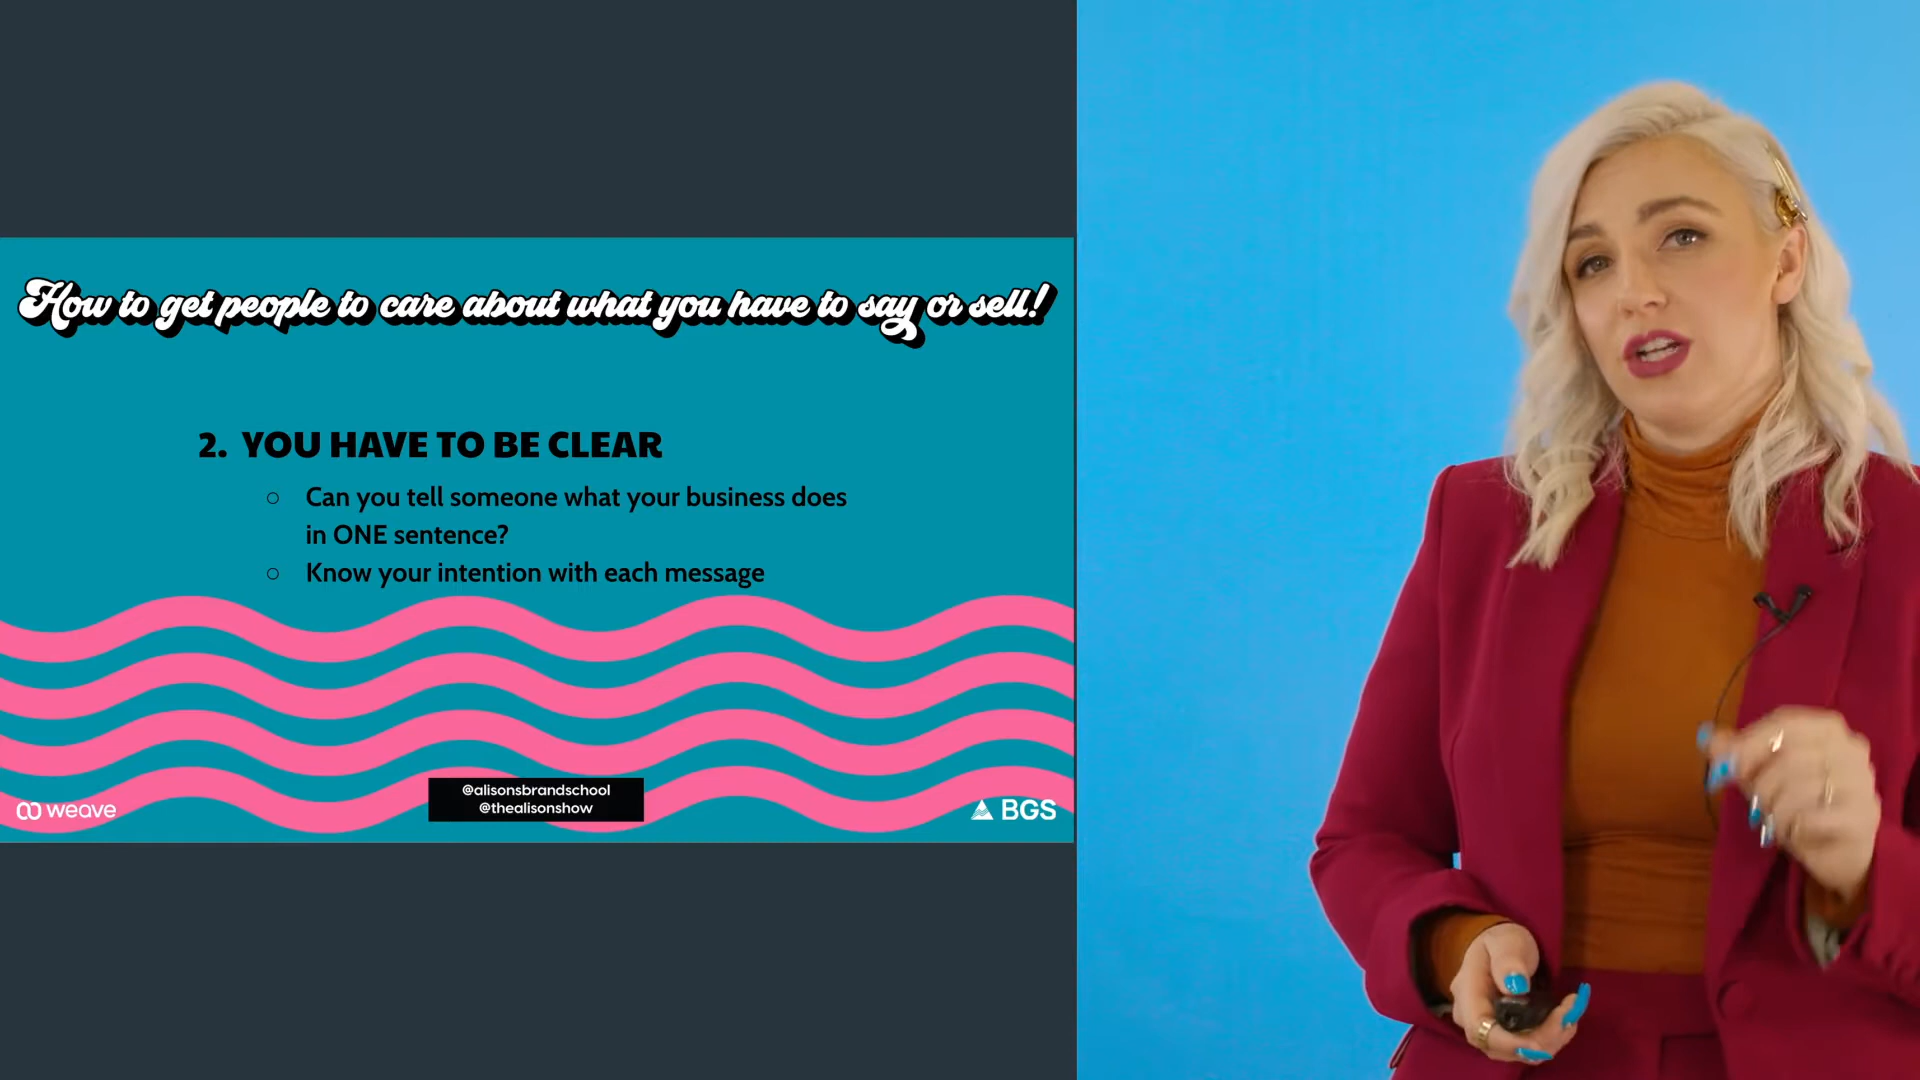 How to get people to care about what you have to say or sell!
2. YOU HAVE TO BE CLEAR
○ Can you tell someone what your business does
in ONE sentence?
○ Know your intention with each message
@alisonsbrandschool
@thealisonshow
weave
BGS